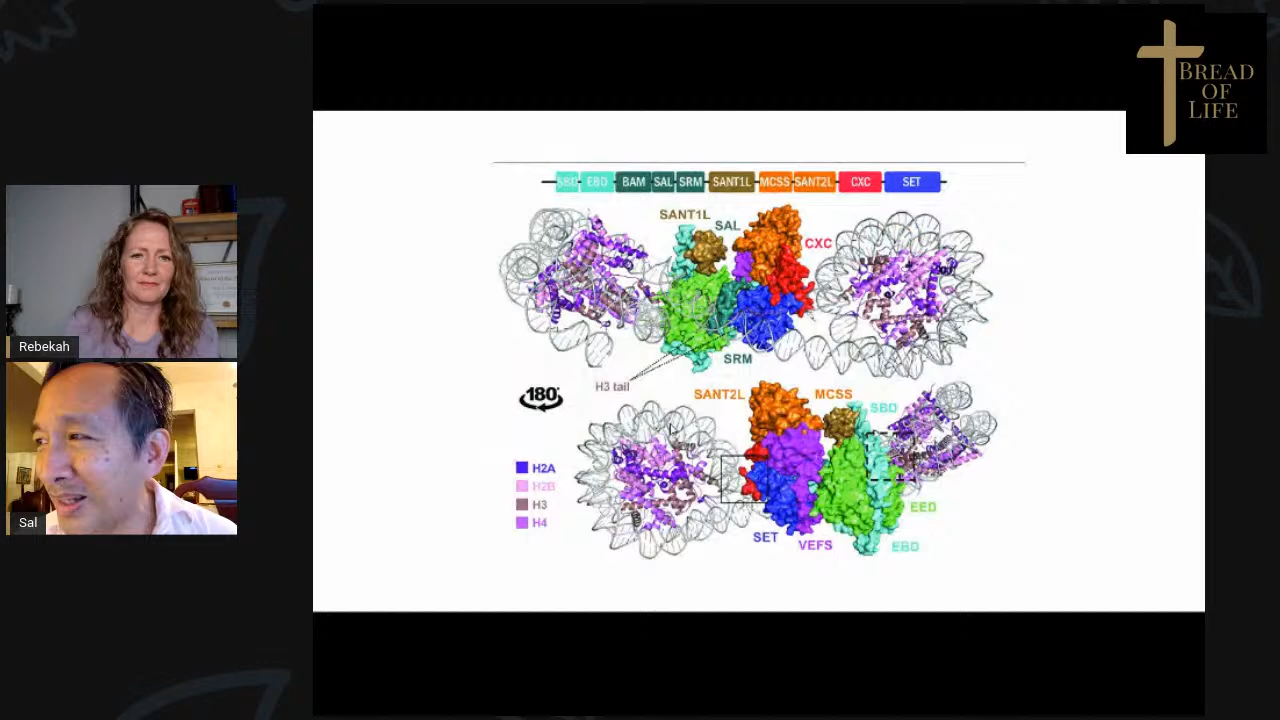 BREAD
OF
LIFE
SBD EBD BAM SAL SRM SANT1L MCSS SANT2L CXC SET
SANT1L
SAL
CXC
SRM
H3 tail
180°
SANT2L
MCSS
SBD
H2A
H2B
H3
H4
EED
SET
VEFS
EBD
Rebekah
Sal